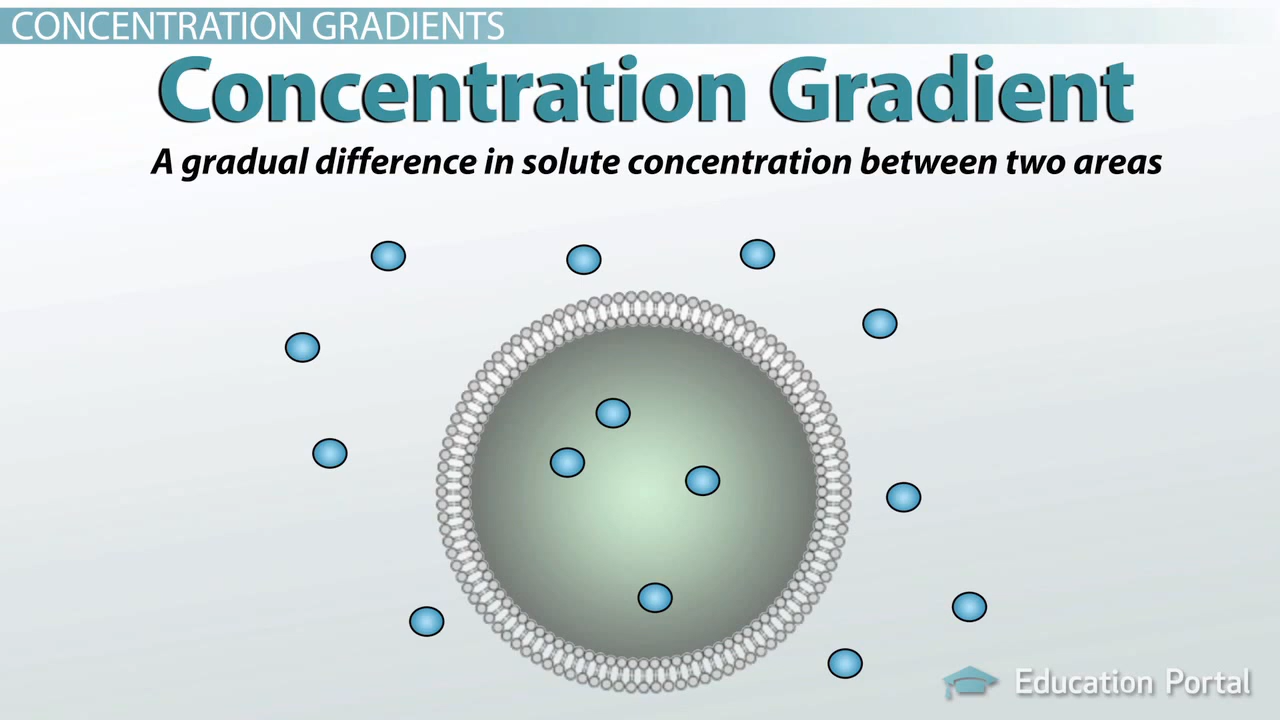 CONCENTRATION GRADIENTS
Concentration Gradient
A gradual difference in solute concentration between two areas
Education Portal